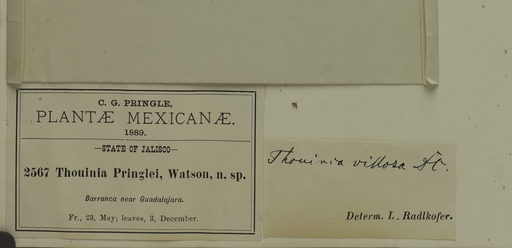 C. G. PRINGLE,
PLANTÆ MEXICANÆ.
1889.
—STATE OF JALISCO—
2567 Thouinia Pringlei, Watson, n. sp.
Barranca near Guadalajara.
Fr., 23, May; leaves, 3, December.
Thouinia villosa DC.
Determ. L. Radlkofer.